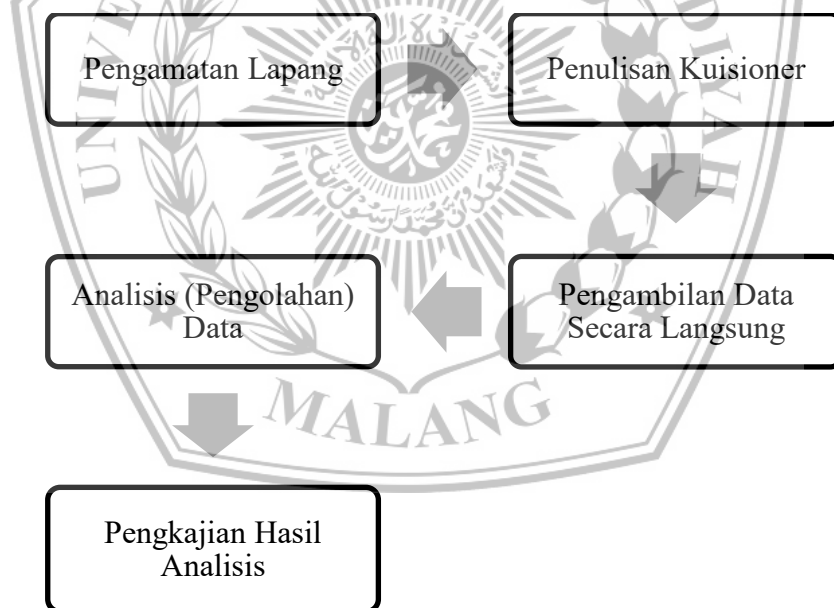 Pengamatan Lapang
Penulisan Kuisioner
Pengambilan Data
Secara Langsung
Analisis (Pengolahan)
Data
Pengkajian Hasil
Analisis
MALANG